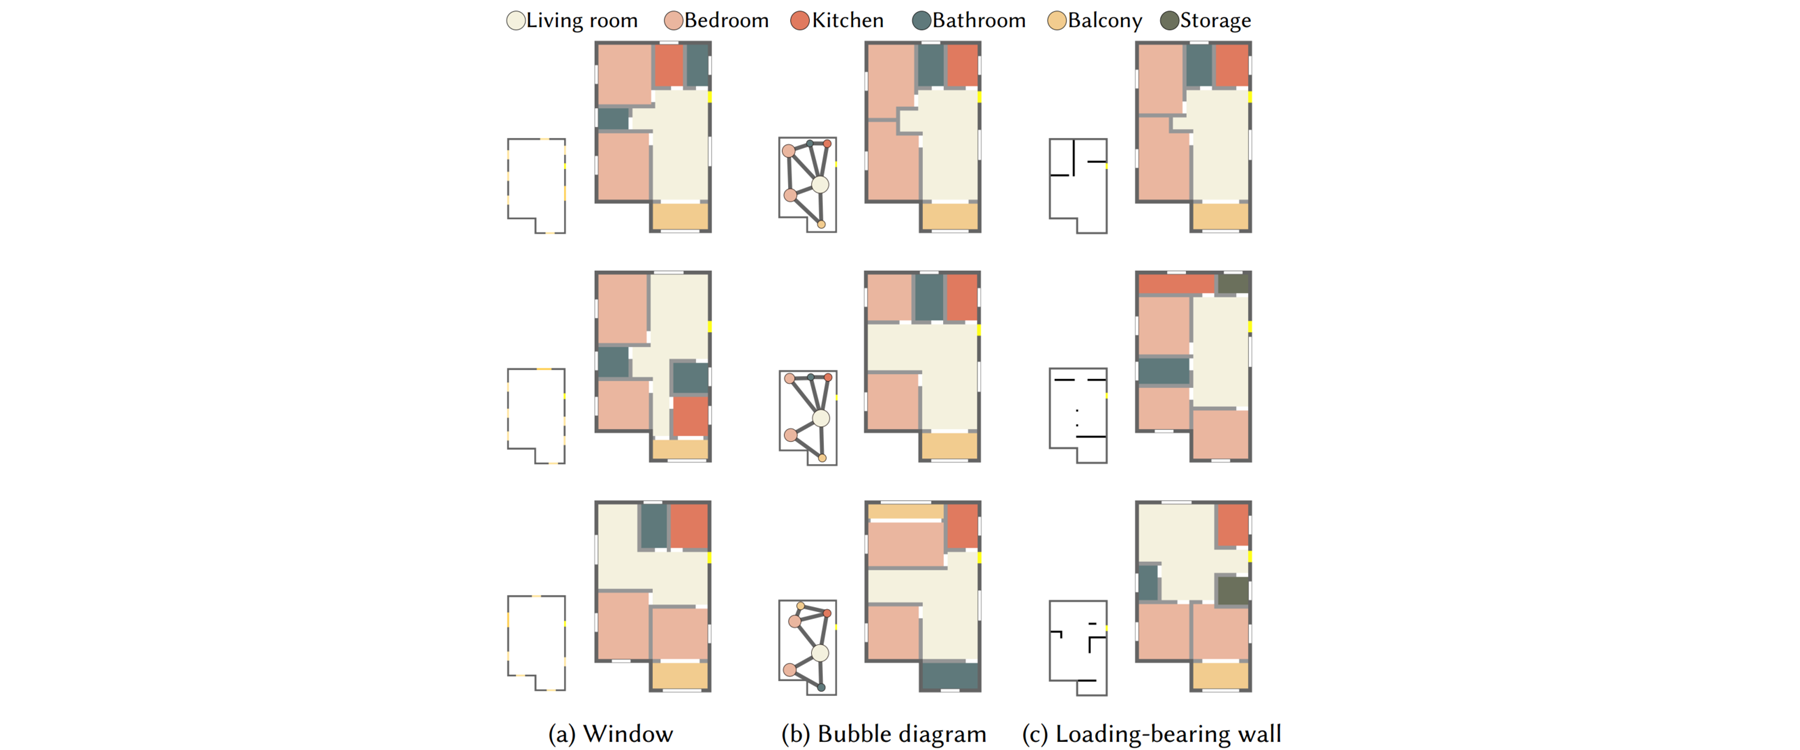 Living room Bedroom Kitchen Bathroom Balcony Storage
(a) Window (b) Bubble diagram (c) Loading-bearing wall